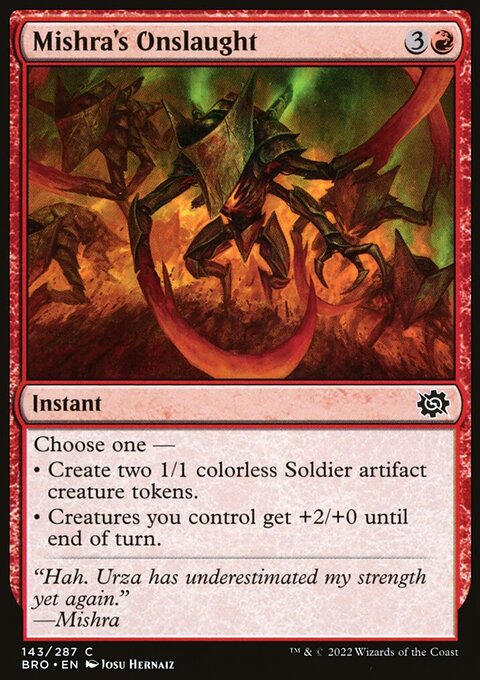 Mishra's Onslaught 3
Instant
Choose one —
• Create two 1/1 colorless Soldier artifact
creature tokens.
• Creatures you control get +2/+0 until
end of turn.
“Hah. Urza has underestimated my strength
yet again.”
—Mishra
143/287 C
BRO • EN Josu Hernaiz
™ & © 2022 Wizards of the Coast